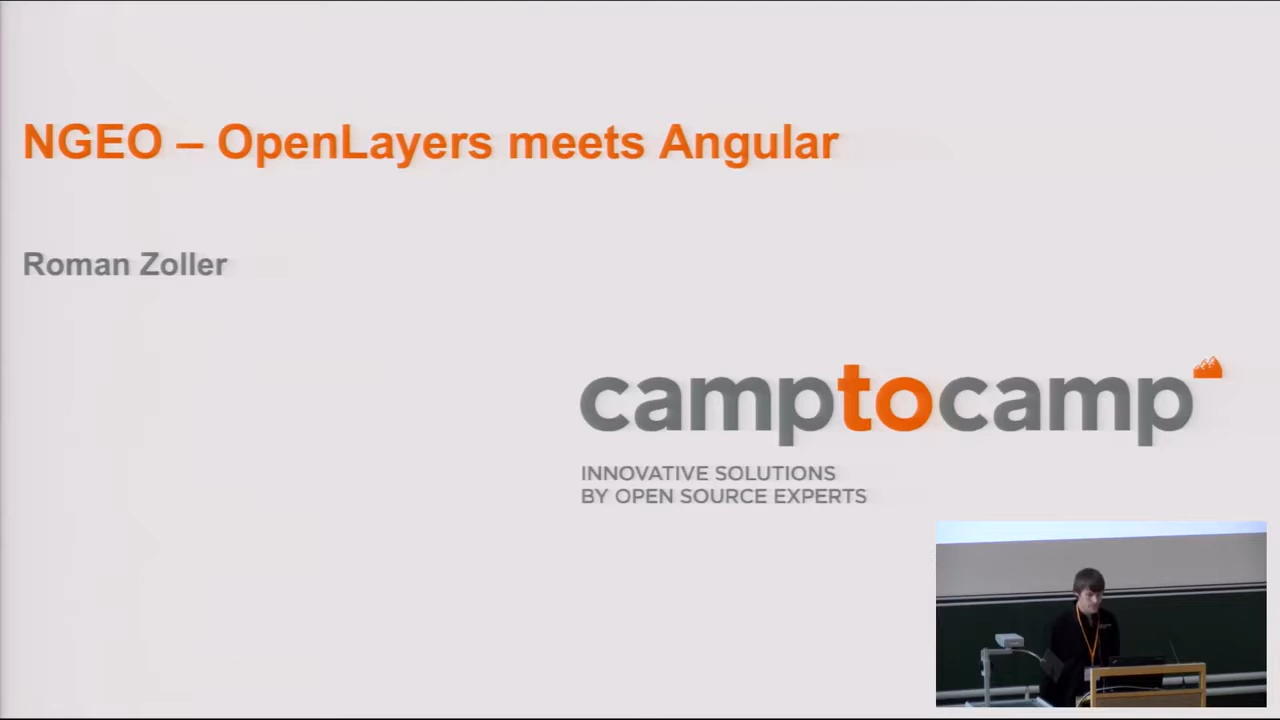 NGEO – OpenLayers meets Angular
Roman Zoller
camptocamp
INNOVATIVE SOLUTIONS
BY OPEN SOURCE EXPERTS